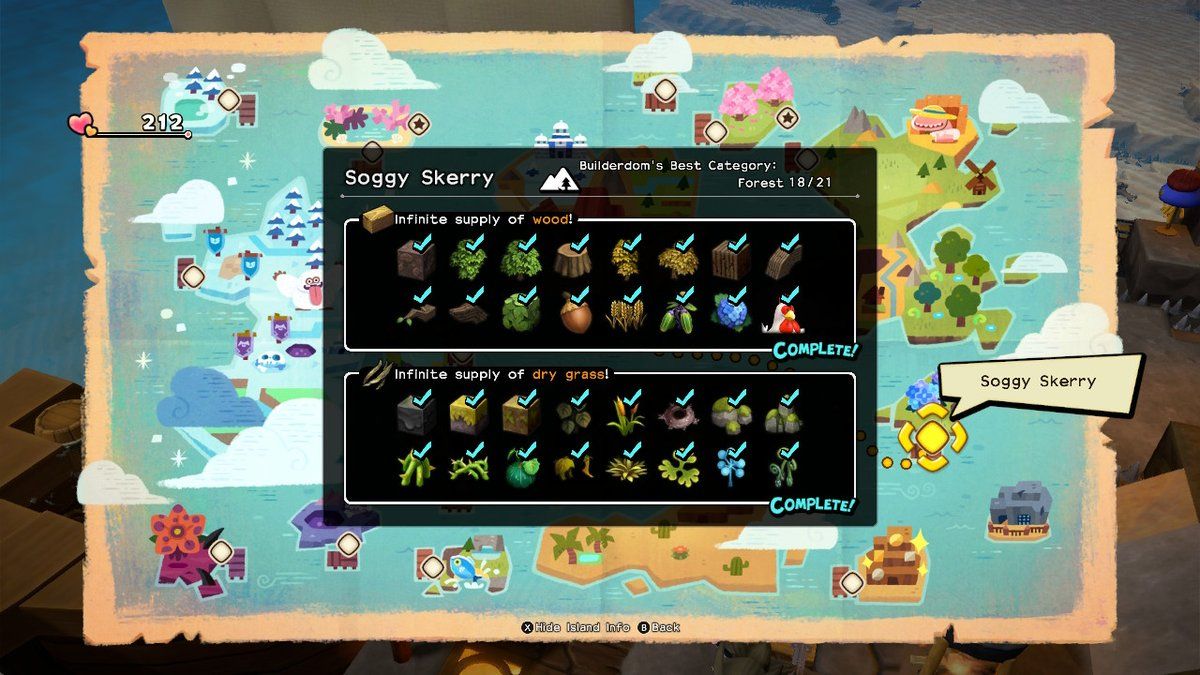 212
Soggy Skerry
Builderdom's Best Category:
Forest 18/21
Infinite supply of wood!
COMPLETE!
Infinite supply of dry grass!
COMPLETE!
Soggy Skerry
X Hide Island Info B Back